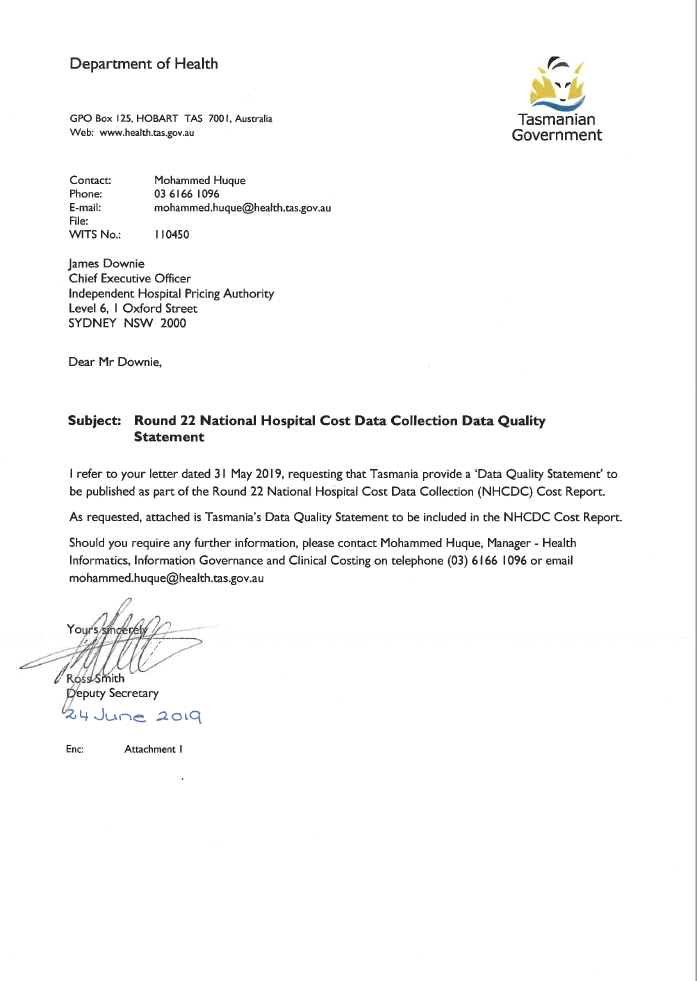 Department of Health
Tasmanian
Government
GPO Box 125, HOBART TAS 7001, Australia
Web: www.health.tas.gov.au
Contact: Mohammed Huque
Phone: 03 6166 1096
E-mail: mohammed.huque@health.tas.gov.au
File:
WITS No.: 110450
James Downie
Chief Executive Officer
Independent Hospital Pricing Authority
Level 6, 1 Oxford Street
SYDNEY NSW 2000
Dear Mr Downie,
Subject: Round 22 National Hospital Cost Data Collection Data Quality
Statement
I refer to your letter dated 31 May 2019, requesting that Tasmania provide a 'Data Quality Statement' to
be published as part of the Round 22 National Hospital Cost Data Collection (NHCDC) Cost Report.
As requested, attached is Tasmania's Data Quality Statement to be included in the NHCDC Cost Report.
Should you require any further information, please contact Mohammed Huque, Manager - Health
Informatics, Information Governance and Clinical Costing on telephone (03) 6166 1096 or email
mohammed.huque@health.tas.gov.au
Yours sincerely
Ross Smith
Deputy Secretary
24 June 2019
Enc: Attachment 1